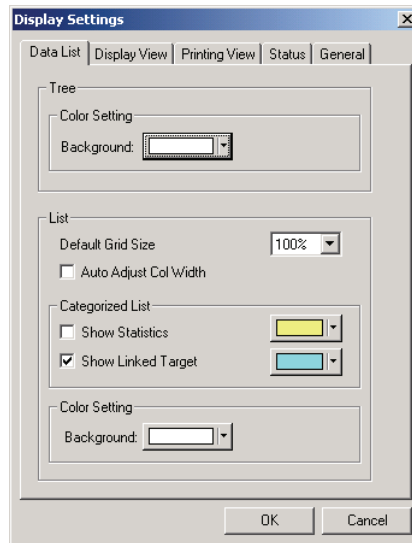 Display Settings
Data List Display View Printing View Status General
Tree
Color Setting
Background:
List
Default Grid Size 100%
Auto Adjust Col Width
Categorized List
Show Statistics
Show Linked Target
Color Setting
Background:
OK Cancel